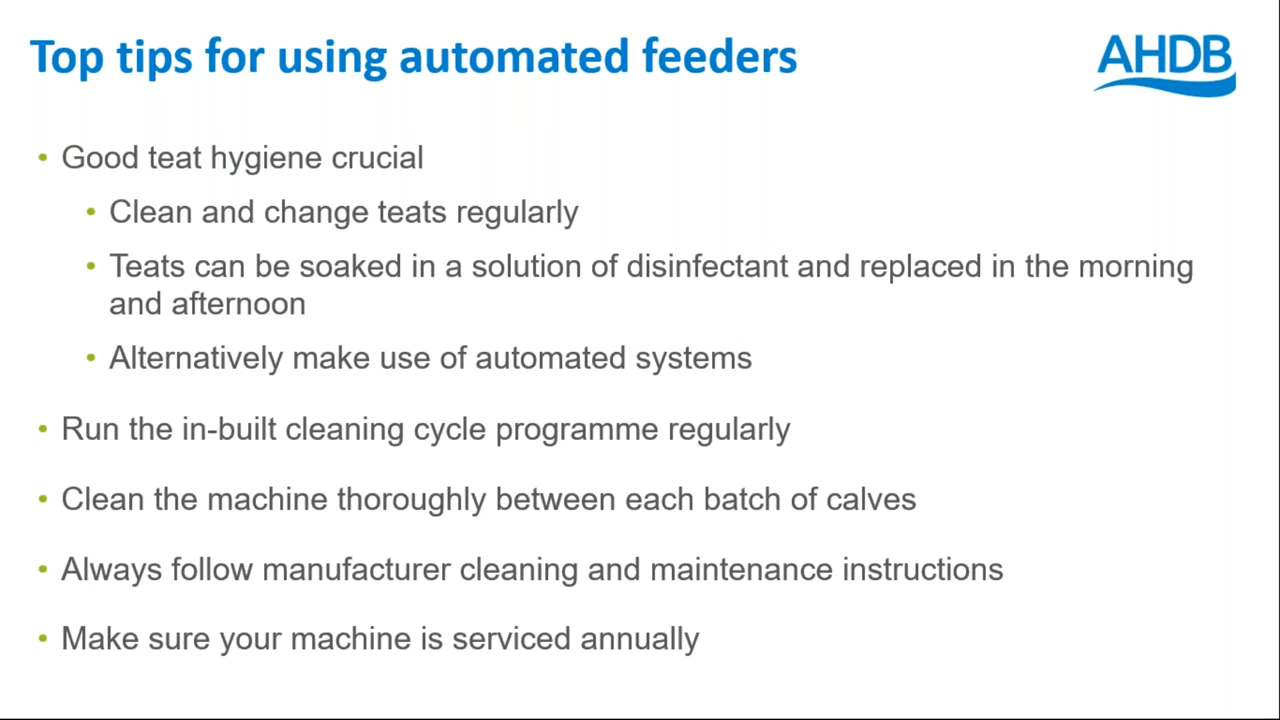 Top tips for using automated feeders
AHDB
• Good teat hygiene crucial
• Clean and change teats regularly
• Teats can be soaked in a solution of disinfectant and replaced in the morning
and afternoon
• Alternatively make use of automated systems
• Run the in-built cleaning cycle programme regularly
• Clean the machine thoroughly between each batch of calves
• Always follow manufacturer cleaning and maintenance instructions
• Make sure your machine is serviced annually